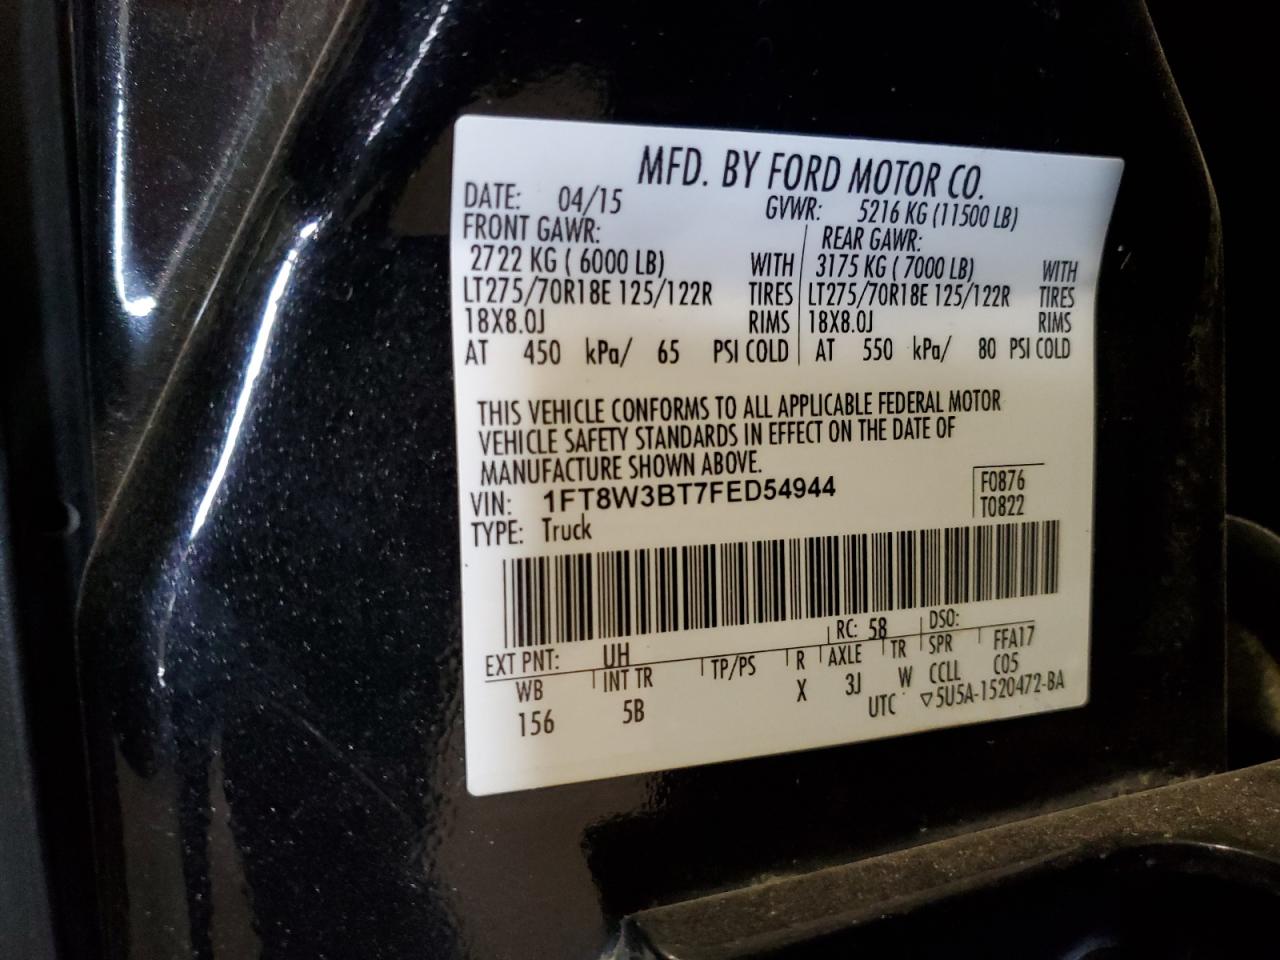 MFD. BY FORD MOTOR CO.
DATE: 04/15 GVWR: 5216 KG (11500 LB)
FRONT GAWR: REAR GAWR:
2722 KG ( 6000 LB) WITH 3175 KG ( 7000 LB) WITH
LT275/70R18E 125/122R TIRES LT275/70R18E 125/122R TIRES
18X8.0J RIMS 18X8.0J RIMS
AT 450 kPa/ 65 PSI COLD AT 550 kPa/ 80 PSI COLD
THIS VEHICLE CONFORMS TO ALL APPLICABLE FEDERAL MOTOR
VEHICLE SAFETY STANDARDS IN EFFECT ON THE DATE OF
MANUFACTURE SHOWN ABOVE.
VIN: 1FT8W3BT7FED54944 F0876
TYPE: Truck T0822
EXT PNT: UH RC: 58 DSO:
WB INT TR TP/PS R AXLE TR SPR FFA17
156 5B X 3J W CCLL C05
UTC ▽5U5A-1520472-BA